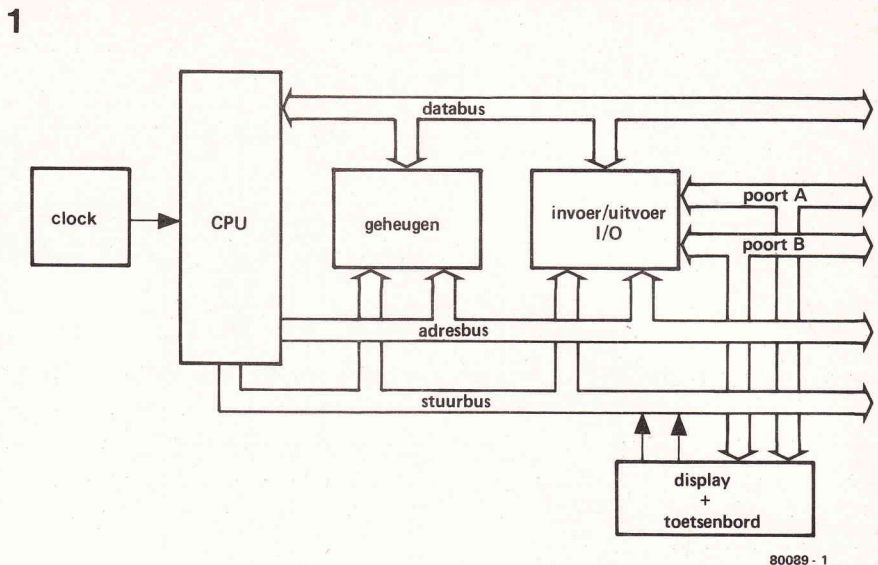 1
databus
clock
CPU
geheugen
invoer/uitvoer
I/O
poort A
poort B
adresbus
stuurbus
display
+
toetsenbord
80089 - 1